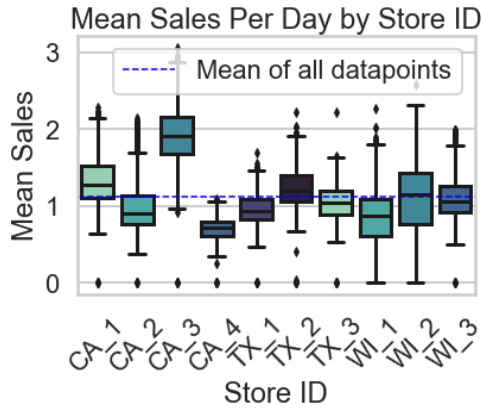 Mean Sales Per Day by Store ID
Mean of all datapoints
Mean Sales
3
2
1
0
CA_1
CA_2
CA_3
CA_4
TX_1
TX_2
TX_3
WI_1
WI_2
WI_3
Store ID